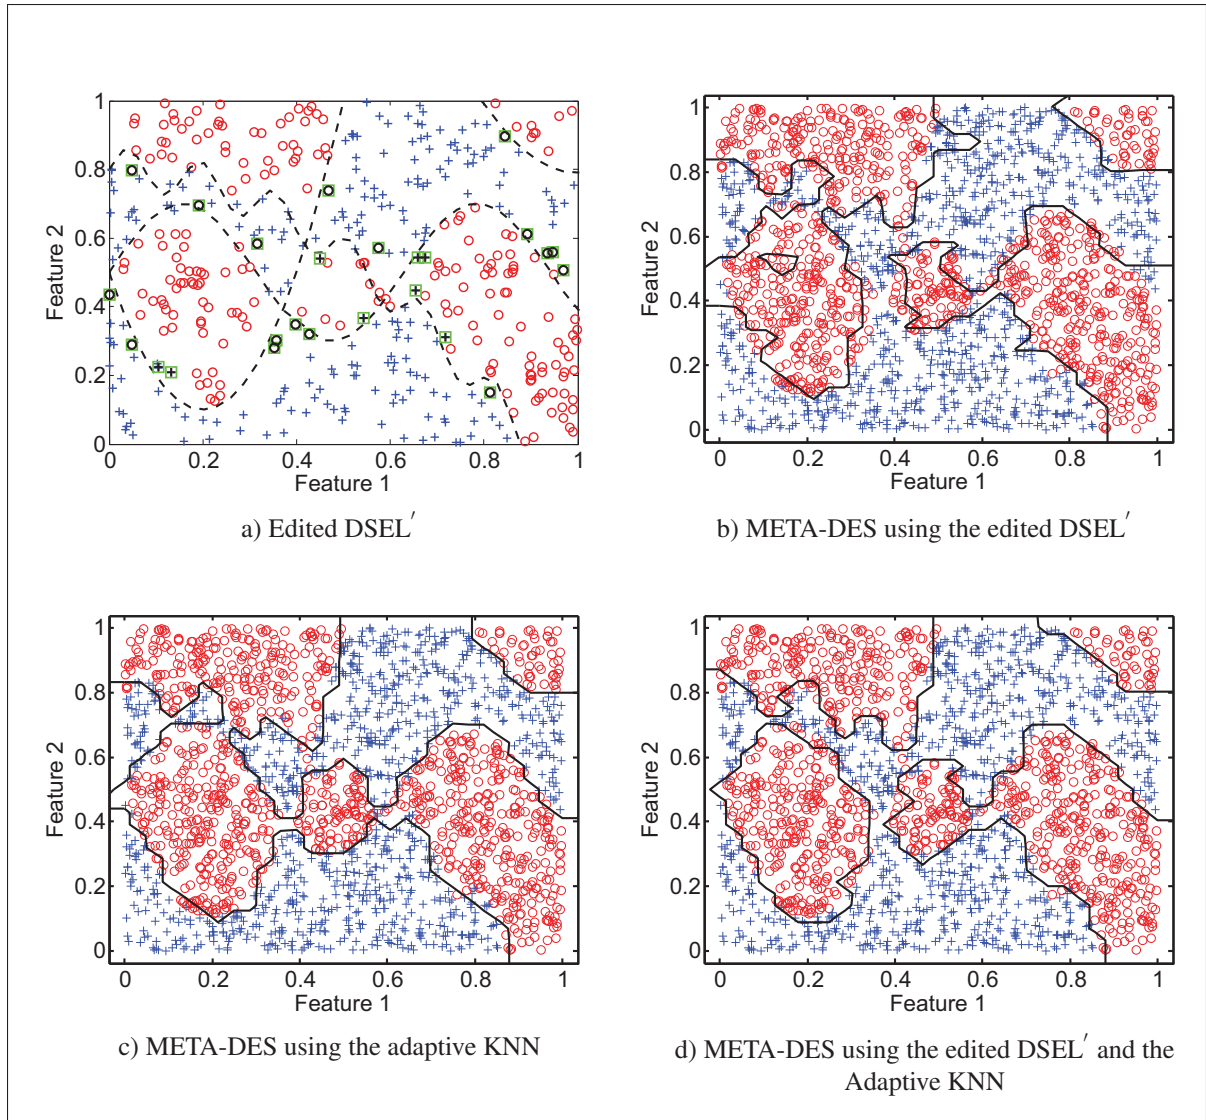 1
0.8
0.6
0.4
0.2
0
0 0.2 0.4 0.6 0.8 1
Feature 1
Feature 2
a) Edited DSEL′
1
0.8
0.6
0.4
0.2
0
0 0.2 0.4 0.6 0.8 1
Feature 1
Feature 2
b) META-DES using the edited DSEL′
1
0.8
0.6
0.4
0.2
0
0 0.2 0.4 0.6 0.8 1
Feature 1
Feature 2
c) META-DES using the adaptive KNN
1
0.8
0.6
0.4
0.2
0
0 0.2 0.4 0.6 0.8 1
Feature 1
Feature 2
d) META-DES using the edited DSEL′ and the
Adaptive KNN